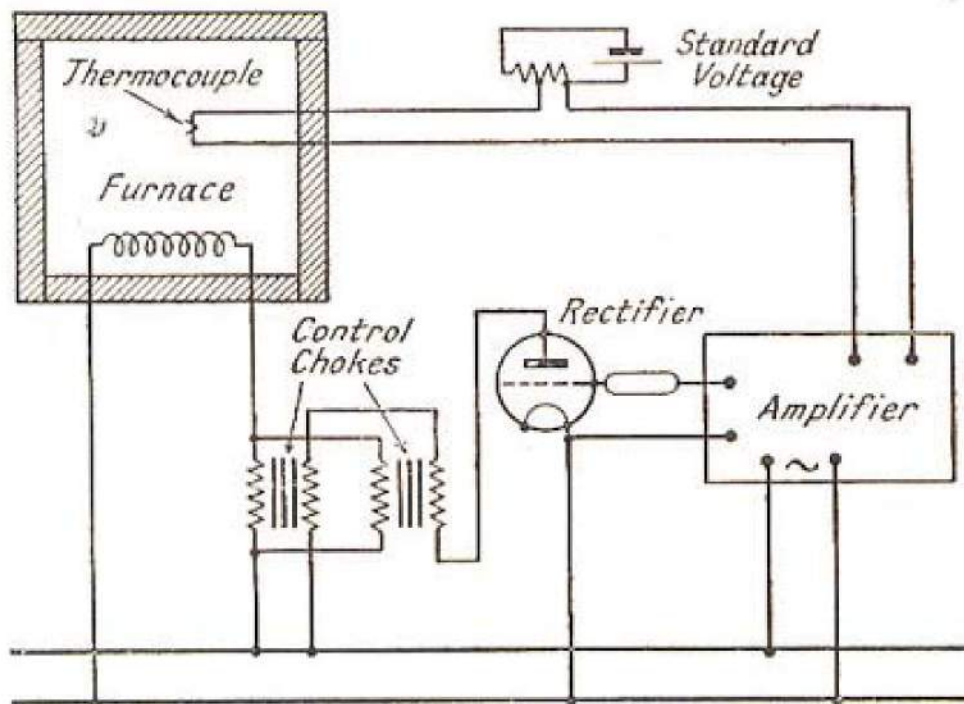 Standard
Voltage
Thermocouple
Furnace
Control
Chokes
Rectifier
Amplifier
~